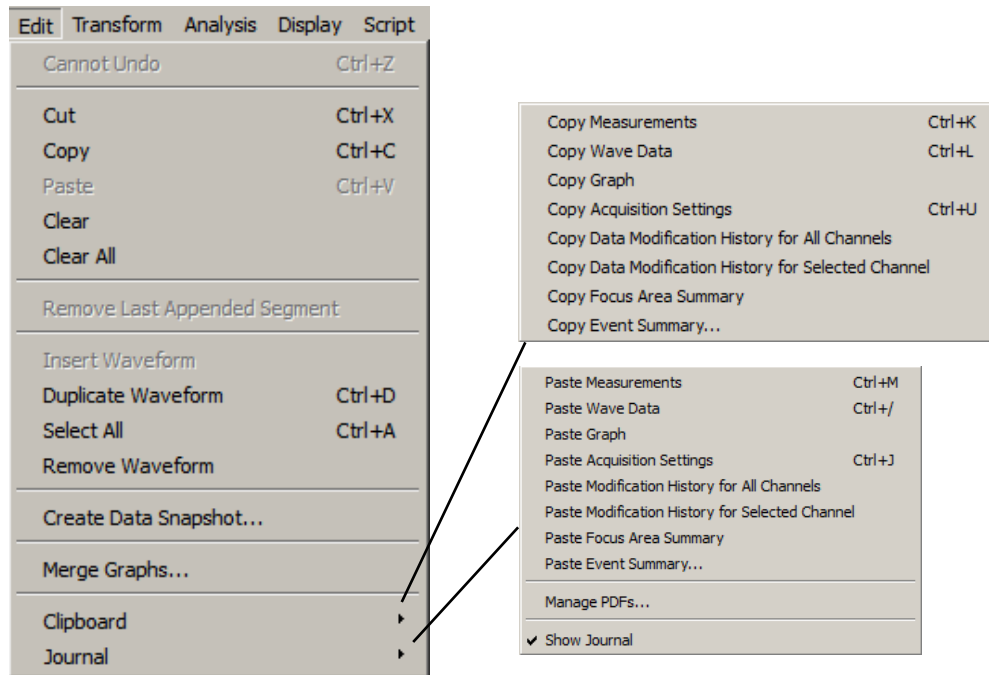 Edit Transform Analysis Display Script
Cannot Undo Ctrl+Z
Cut Ctrl+X
Copy Ctrl+C
Paste Ctrl+V
Clear
Clear All
Remove Last Appended Segment
Insert Waveform
Duplicate Waveform Ctrl+D
Select All Ctrl+A
Remove Waveform
Create Data Snapshot...
Merge Graphs...
Clipboard
Journal
Copy Measurements Ctrl+K
Copy Wave Data Ctrl+L
Copy Graph
Copy Acquisition Settings Ctrl+U
Copy Data Modification History for All Channels
Copy Data Modification History for Selected Channel
Copy Focus Area Summary
Copy Event Summary...
Paste Measurements Ctrl+M
Paste Wave Data Ctrl+/
Paste Graph
Paste Acquisition Settings Ctrl+J
Paste Modification History for All Channels
Paste Modification History for Selected Channel
Paste Focus Area Summary
Paste Event Summary...
Manage PDFs...
Show Journal